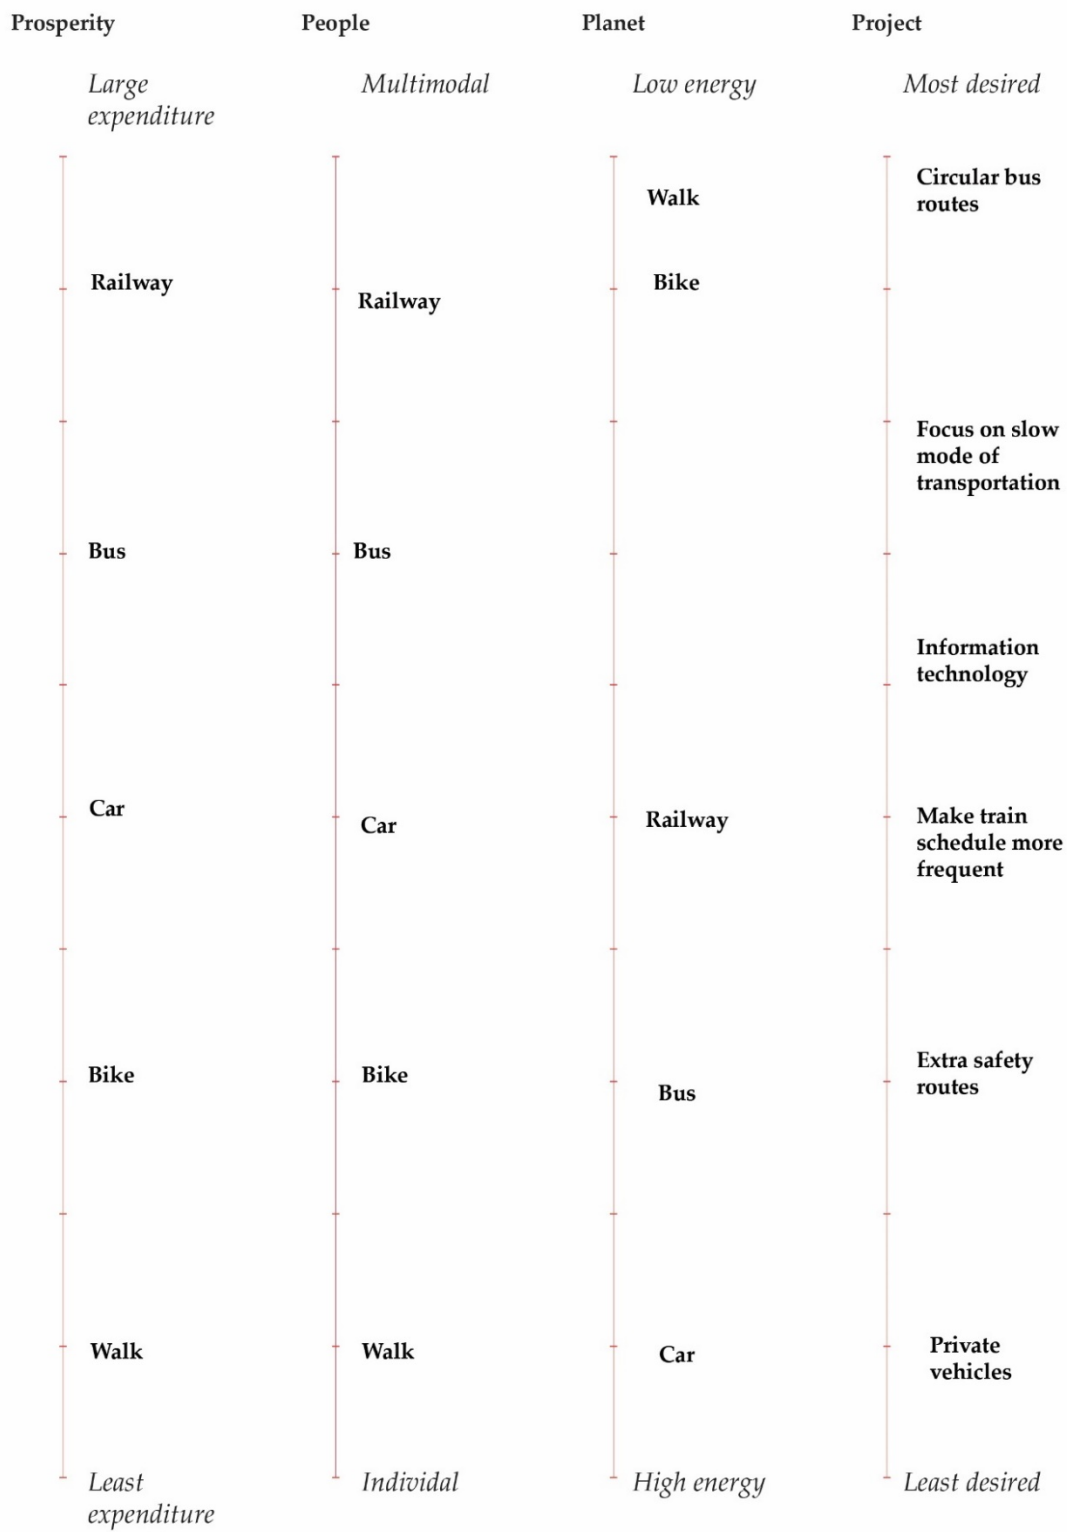 Prosperity
Large
expenditure
Railway
Bus
Car
Bike
Walk
Least
expenditure
People
Multimodal
Railway
Bus
Car
Bike
Walk
Individal
Planet
Low energy
Walk
Bike
Railway
Bus
Car
High energy
Project
Most desired
Circular bus
routes
Focus on slow
mode of
transportation
Information
technology
Make train
schedule more
frequent
Extra safety
routes
Private
vehicles
Least desired